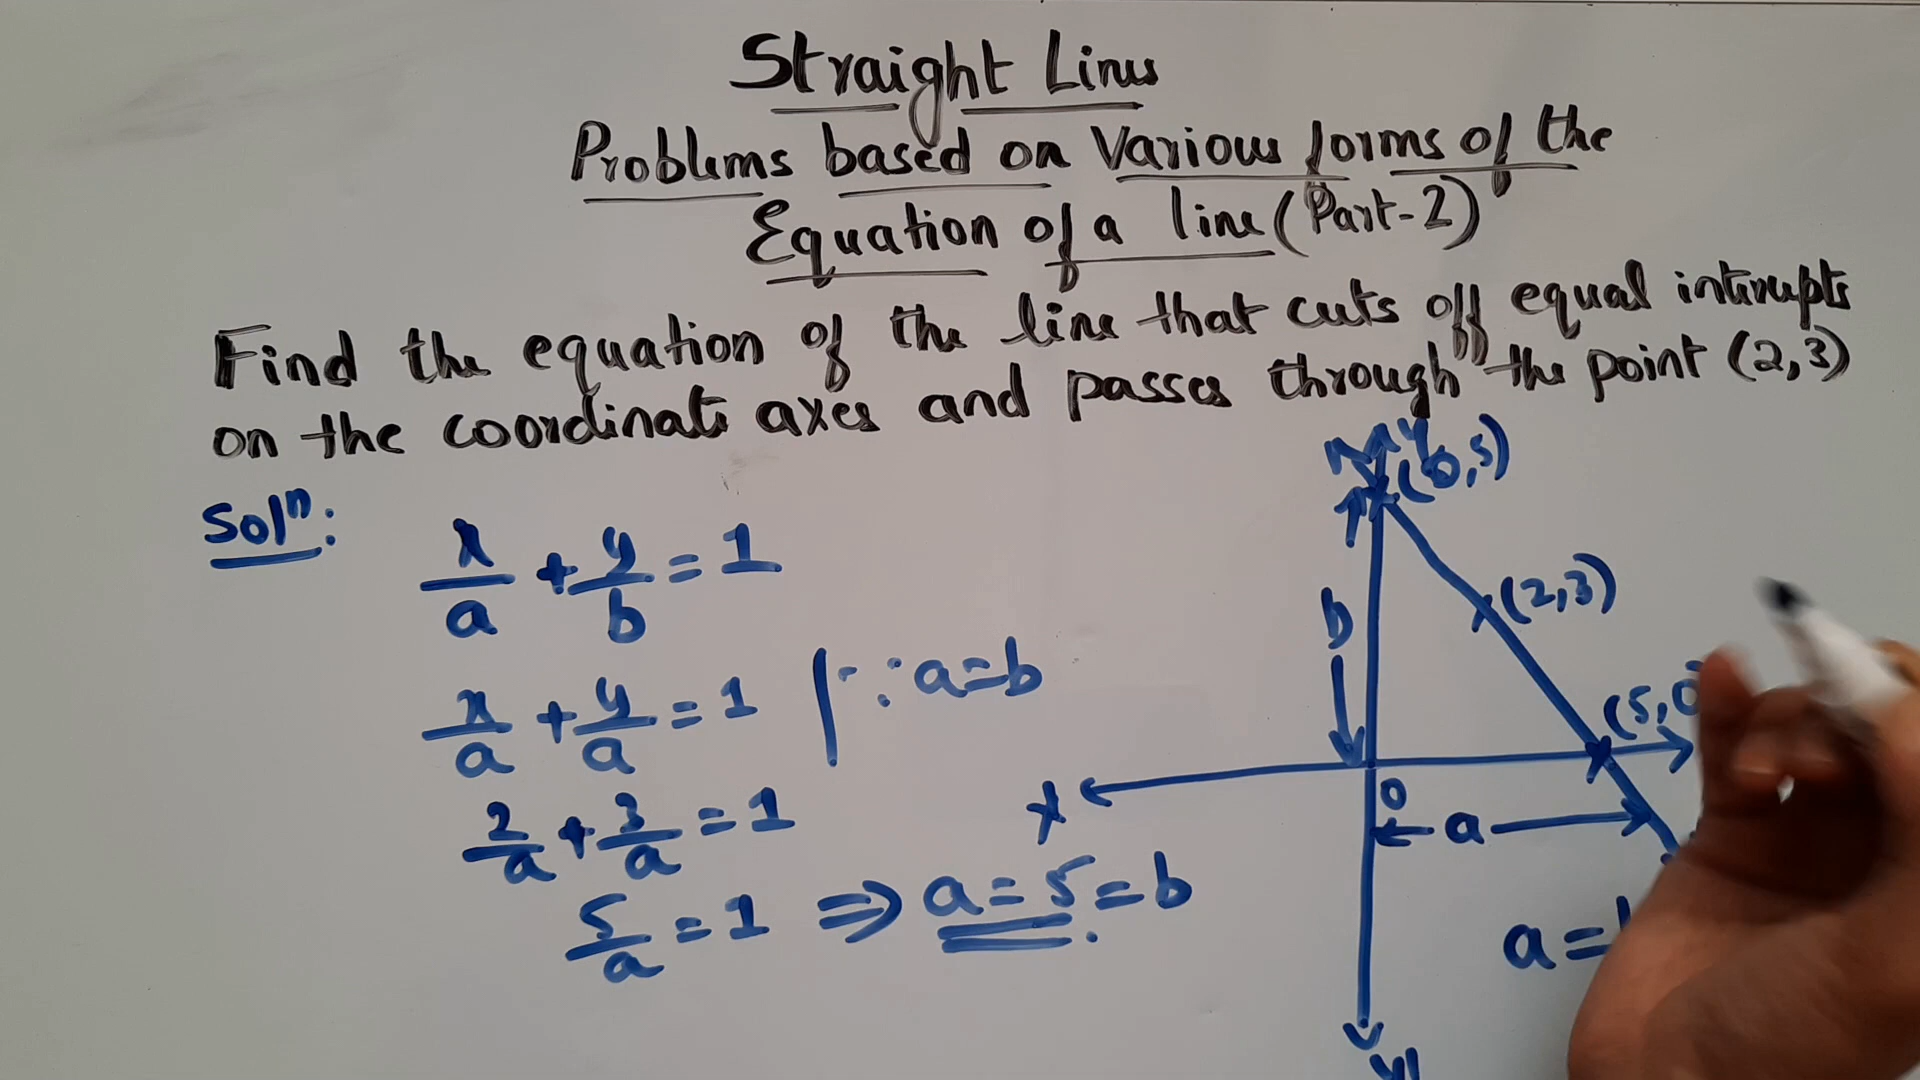 Straight Lines
Problems based on Various forms of the
Equation of a line (Part-2)
Find the equation of the line that cuts off equal intercepts
on the coordinate axes and passes through the point (2,3)
Solⁿ:
x/a + y/b = 1
x/a + y/a = 1 | ∵ a=b
2/a + 3/a = 1
5/a = 1 ⇒ a=5=b.
y
(0,5)
(2,3)
b
(5,0
x
0
a
a=
y'